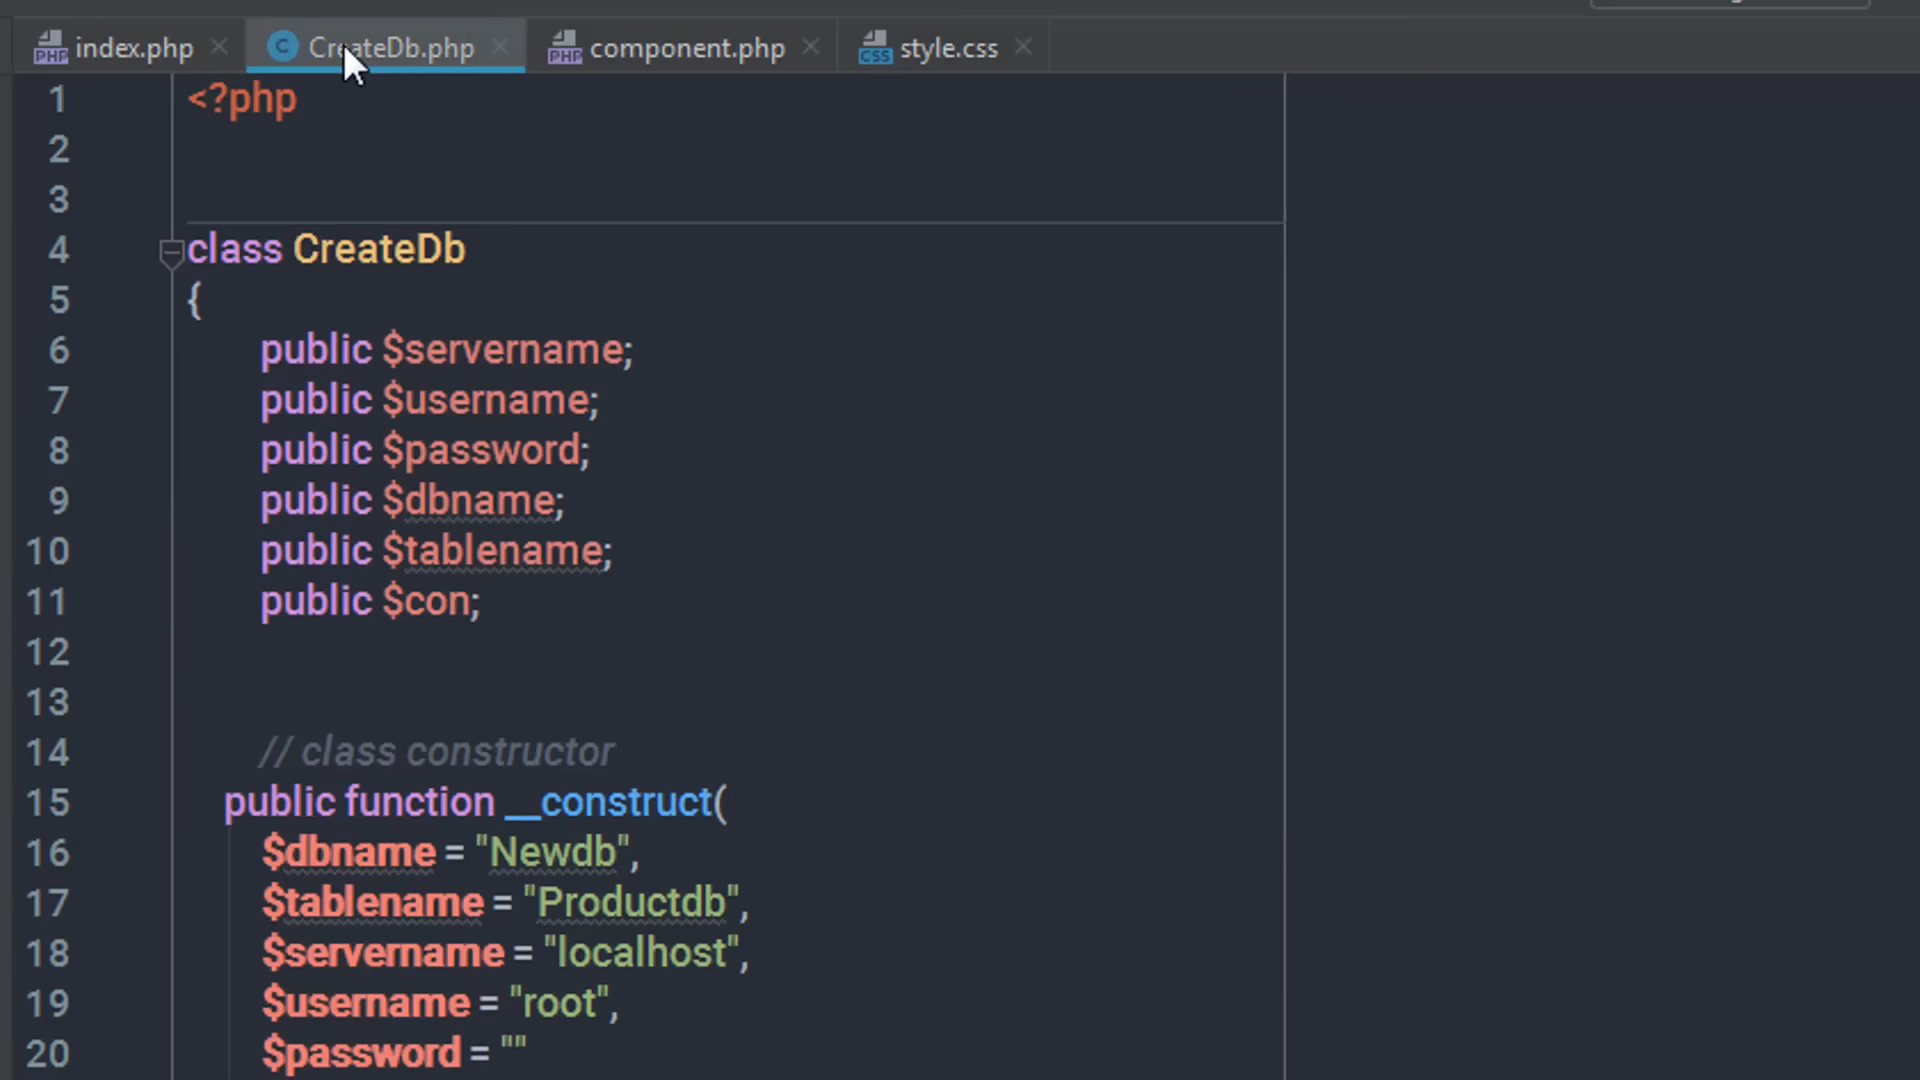 index.php CreateDb.php component.php style.css
1 <?php
2
3
4 class CreateDb
5 {
6 public $servername;
7 public $username;
8 public $password;
9 public $dbname;
10 public $tablename;
11 public $con;
12
13
14 // class constructor
15 public function __construct(
16 $dbname = "Newdb",
17 $tablename = "Productdb",
18 $servername = "localhost",
19 $username = "root",
20 $password = ""